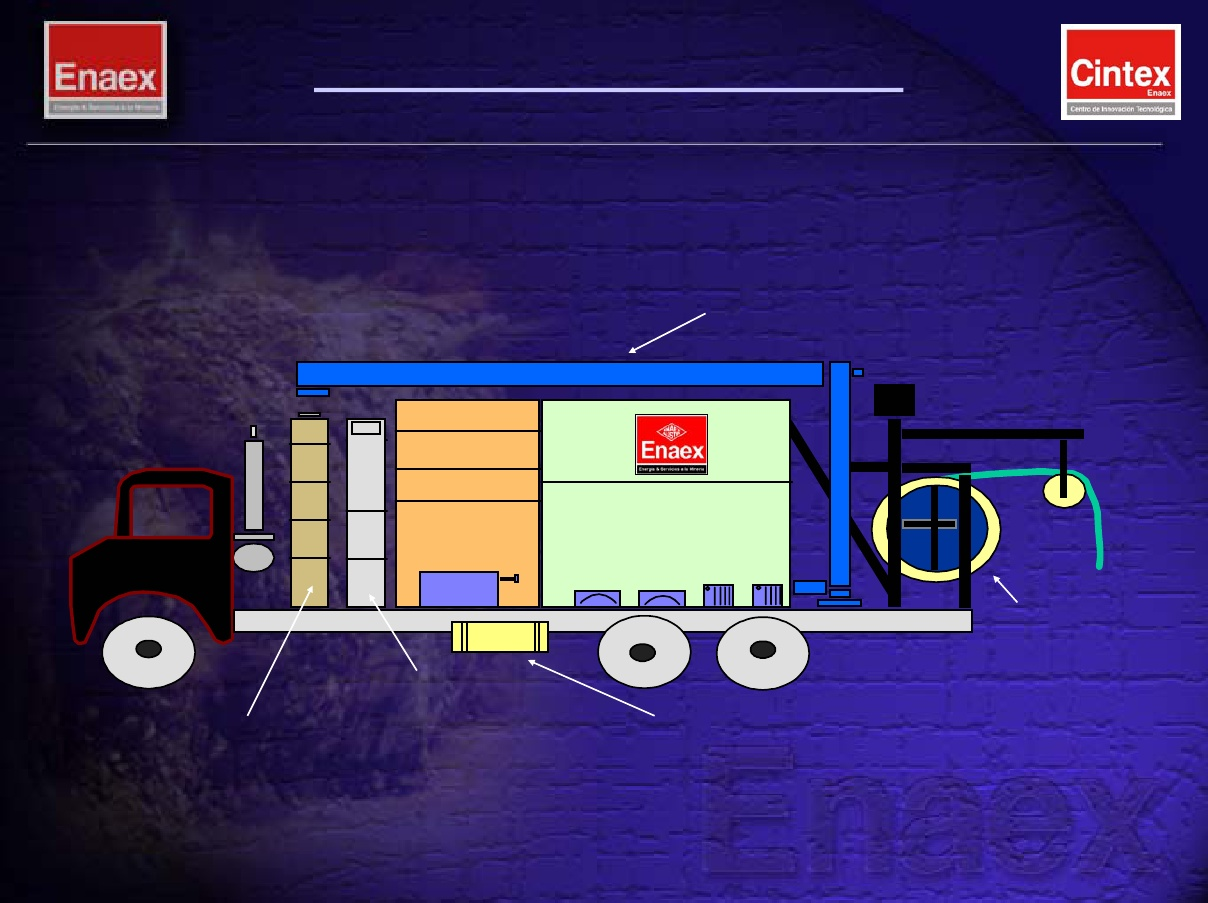 Enaex
Energía & Servicios a la Minería
Cintex
Enaex
Centro de Innovación Tecnológica
Enaex
Energía & Servicios a la Minería
Enaex